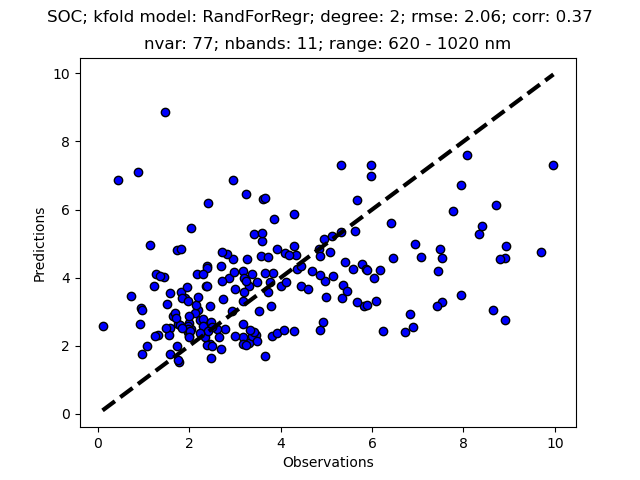 SOC; kfold model: RandForRegr; degree: 2; rmse: 2.06; corr: 0.37
nvar: 77; nbands: 11; range: 620 - 1020 nm
10
8
6
4
2
0
Predictions
0 2 4 6 8 10
Observations